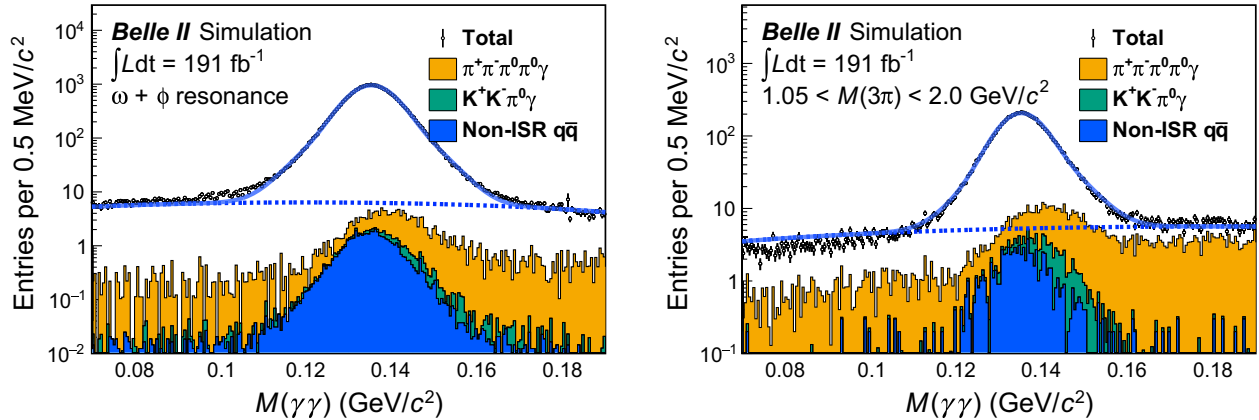 Belle II Simulation
∫Ldt = 191 fb⁻¹
ω + ϕ resonance
Total
π⁺π⁻π⁰π⁰γ
K⁺K⁻π⁰γ
Non-ISR qq̄
Entries per 0.5 MeV/c²
10³
10²
10
1
10⁻¹
10⁻²
0.08 0.1 0.12 0.14 0.16 0.18
M(γγ) (GeV/c²)
Belle II Simulation
∫Ldt = 191 fb⁻¹
1.05 < M(3π) < 2.0 GeV/c²
Total
π⁺π⁻π⁰π⁰γ
K⁺K⁻π⁰γ
Non-ISR qq̄
Entries per 0.5 MeV/c²
10³
10²
10
1
10⁻¹
0.08 0.1 0.12 0.14 0.16 0.18
M(γγ) (GeV/c²)